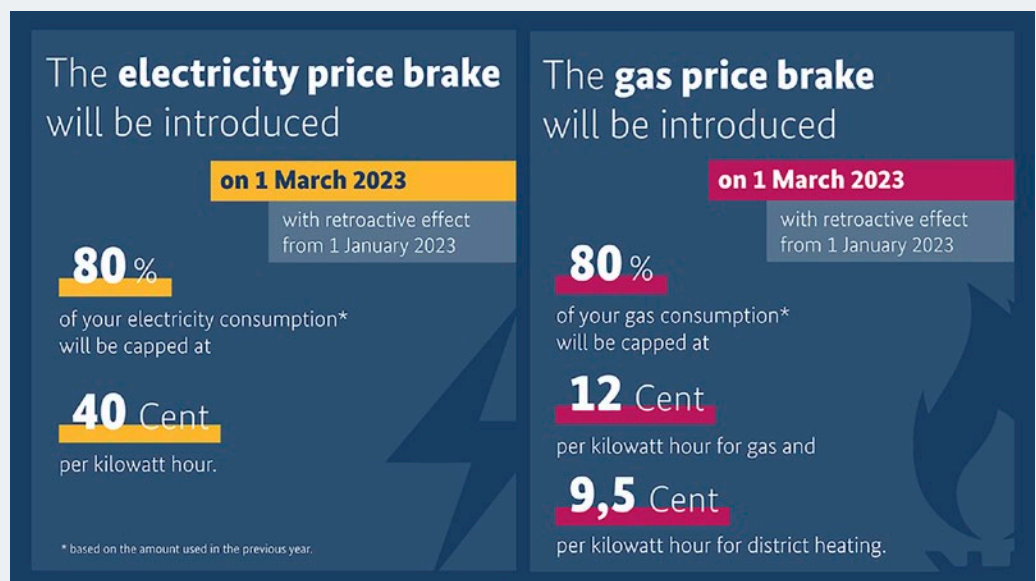 The electricity price brake
will be introduced
on 1 March 2023
with retroactive effect
from 1 January 2023
80 %
of your electricity consumption*
will be capped at
40 Cent
per kilowatt hour.
* based on the amount used in the previous year.
The gas price brake
will be introduced
on 1 March 2023
with retroactive effect
from 1 January 2023
80 %
of your gas consumption*
will be capped at
12 Cent
per kilowatt hour for gas and
9,5 Cent
per kilowatt hour for district heating.